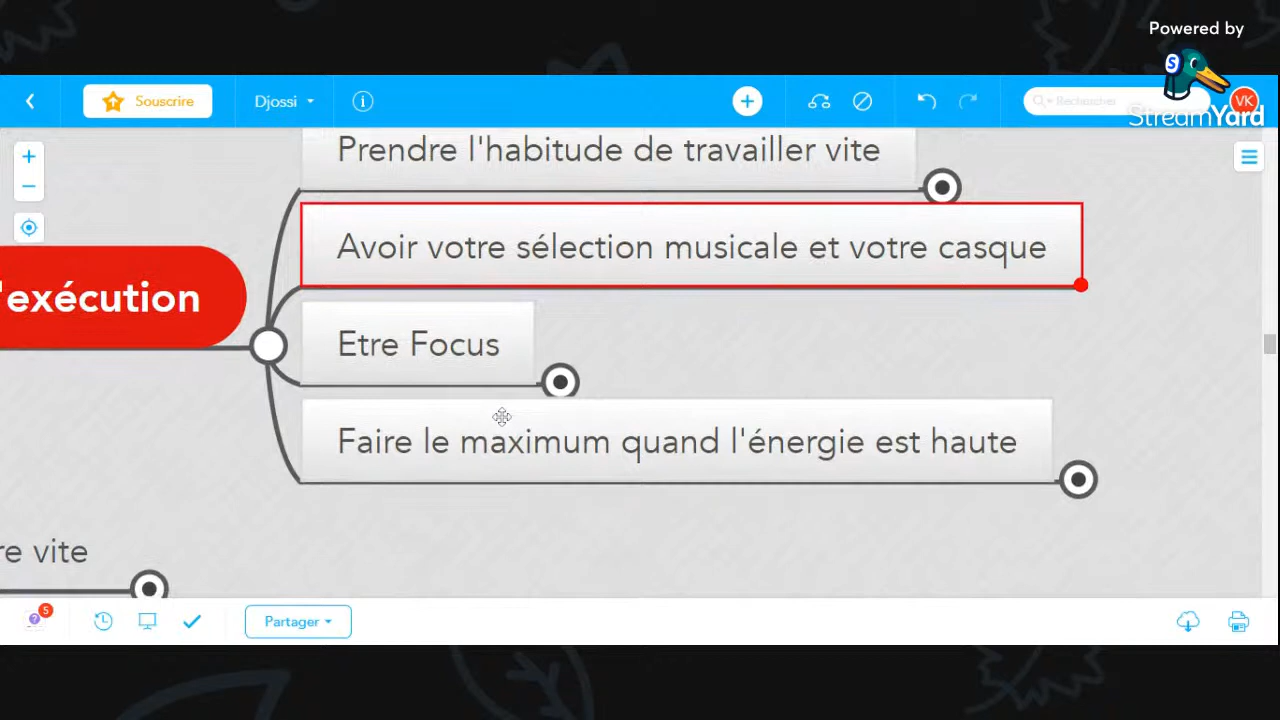 Powered by
StreamYard
Souscrire
Djossi
Rechercher
VK
Prendre l'habitude de travailler vite
Avoir votre sélection musicale et votre casque
'exécution
Etre Focus
Faire le maximum quand l'énergie est haute
re vite
5
Partager